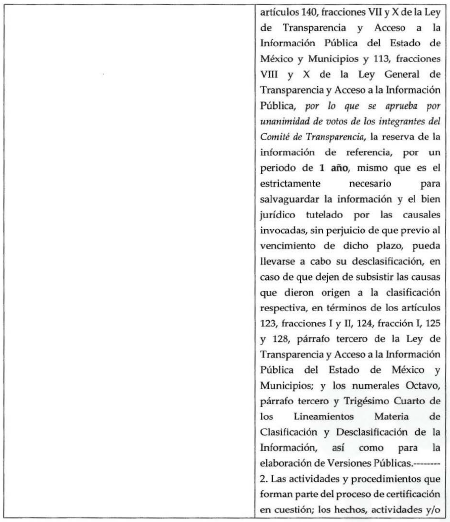 artículos 140, fracciones VII y X de la Ley
de Transparencia y Acceso a la
Información Pública del Estado de
México y Municipios y 113, fracciones
VIII y X de la Ley General de
Transparencia y Acceso a la Información
Pública, por lo que se aprueba por
unanimidad de votos de los integrantes del
Comité de Transparencia, la reserva de la
información de referencia, por un
periodo de 1 año, mismo que es el
estrictamente necesario para
salvaguardar la información y el bien
jurídico tutelado por las causales
invocadas, sin perjuicio de que previo al
vencimiento de dicho plazo, pueda
llevarse a cabo su desclasificación, en
caso de que dejen de subsistir las causas
que dieron origen a la clasificación
respectiva, en términos de los artículos
123, fracciones I y II, 124, fracción I, 125
y 128, párrafo tercero de la Ley de
Transparencia y Acceso a la Información
Pública del Estado de México y
Municipios; y los numerales Octavo,
párrafo tercero y Trigésimo Cuarto de
los Lineamientos Materia de
Clasificación y Desclasificación de la
Información, así como para la
elaboración de Versiones Públicas.--------
2. Las actividades y procedimientos que
forman parte del proceso de certificación
en cuestión; los hechos, actividades y/o